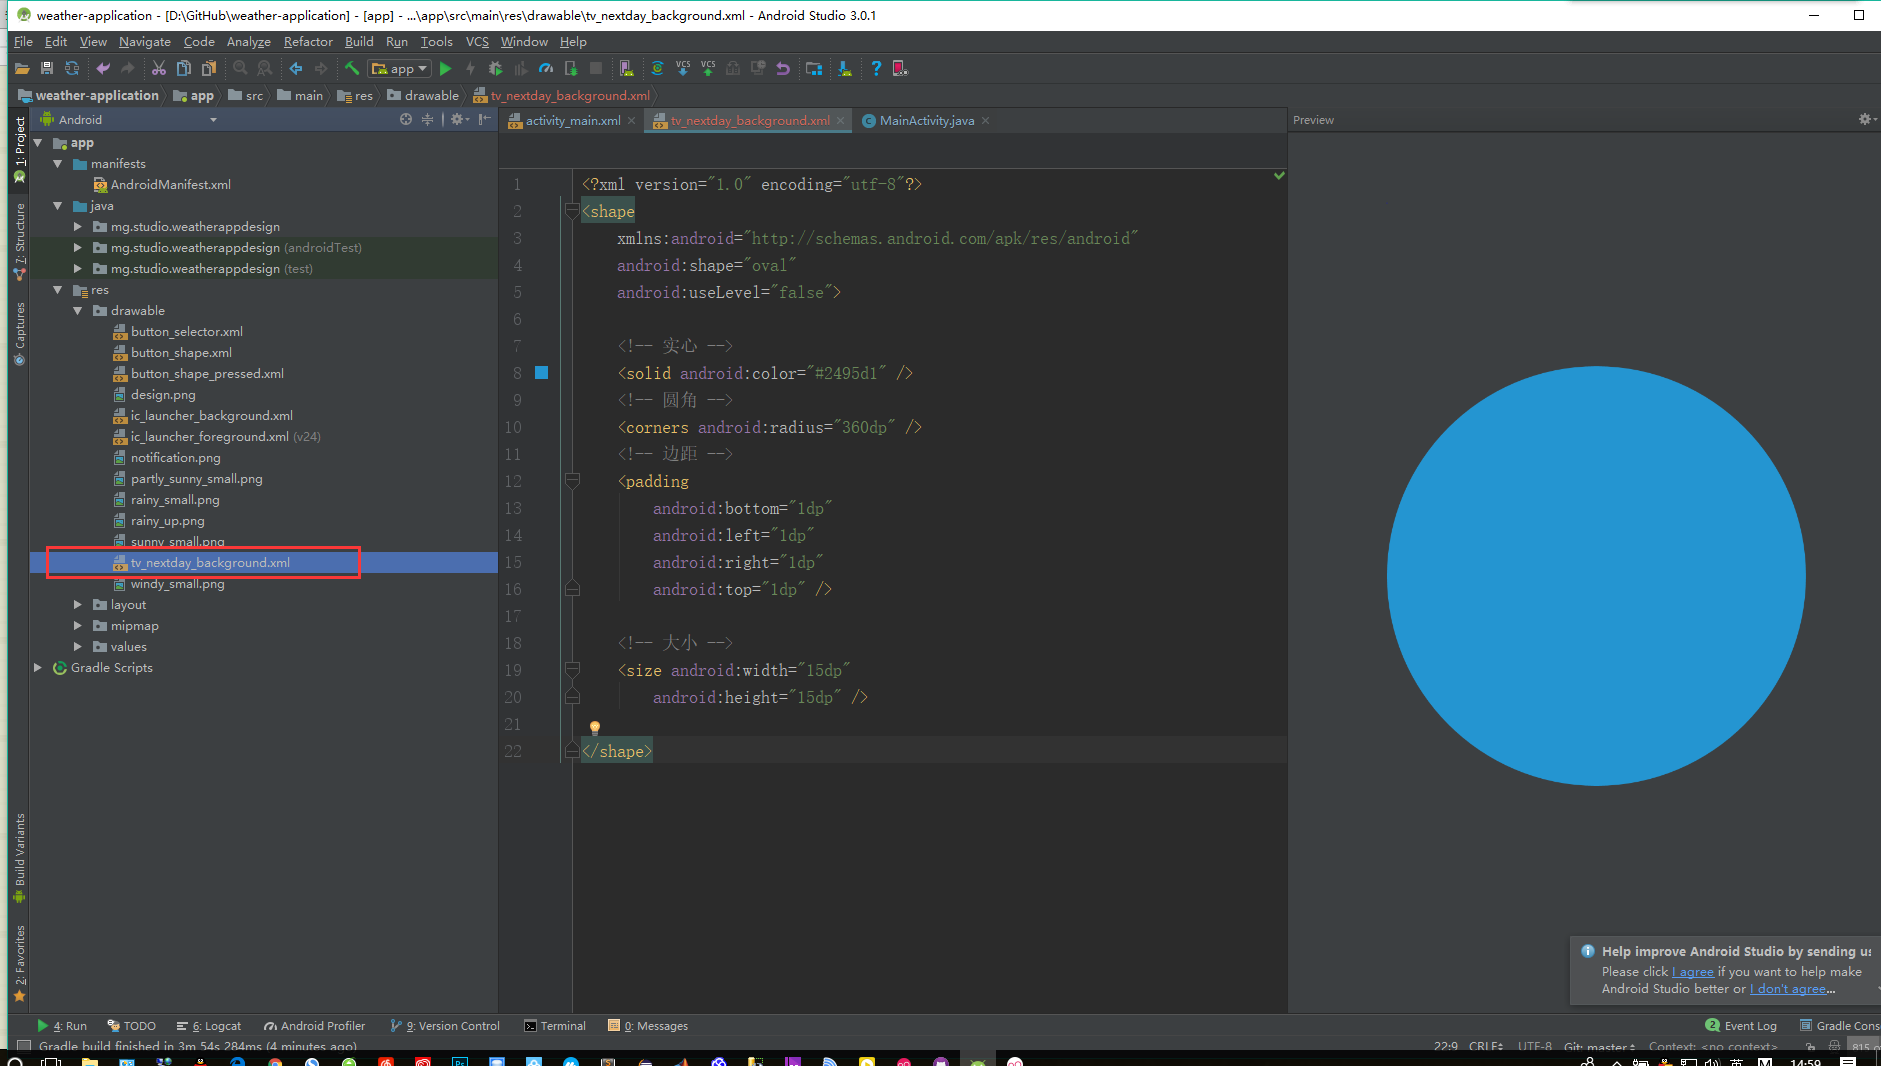 weather-application - [D:\GitHub\weather-application] - [app] - ...\app\src\main\res\drawable\tv_nextday_background.xml - Android Studio 3.0.1
File Edit View Navigate Code Analyze Refactor Build Run Tools VCS Window Help
app
VCS VCS
weather-application app src main res drawable tv_nextday_background.xml
Android
activity_main.xml tv_nextday_background.xml MainActivity.java
Preview
1: Project
7: Structure
Captures
Build Variants
2: Favorites
app
manifests
AndroidManifest.xml
java
mg.studio.weatherappdesign
mg.studio.weatherappdesign (androidTest)
mg.studio.weatherappdesign (test)
res
drawable
button_selector.xml
button_shape.xml
button_shape_pressed.xml
design.png
ic_launcher_background.xml
ic_launcher_foreground.xml (v24)
notification.png
partly_sunny_small.png
rainy_small.png
rainy_up.png
sunny_small.png
tv_nextday_background.xml
windy_small.png
layout
mipmap
values
Gradle Scripts
1 <?xml version="1.0" encoding="utf-8"?>
2 <shape
3 xmlns:android="http://schemas.android.com/apk/res/android"
4 android:shape="oval"
5 android:useLevel="false">
6
7 <!-- 实心 -->
8 <solid android:color="#2495d1" />
9 <!-- 圆角 -->
10 <corners android:radius="360dp" />
11 <!-- 边距 -->
12 <padding
13 android:bottom="1dp"
14 android:left="1dp"
15 android:right="1dp"
16 android:top="1dp" />
17
18 <!-- 大小 -->
19 <size android:width="15dp"
20 android:height="15dp" />
21
22 </shape>
Help improve Android Studio by sending us
Please click I agree if you want to help make
Android Studio better or I don't agree...
4: Run TODO 6: Logcat Android Profiler 9: Version Control Terminal 0: Messages
2 Event Log Gradle Cons
Gradle build finished in 3m 54s 284ms (4 minutes ago)
22:9 CRLF UTF-8 Git: master Context: <no context>
14:59